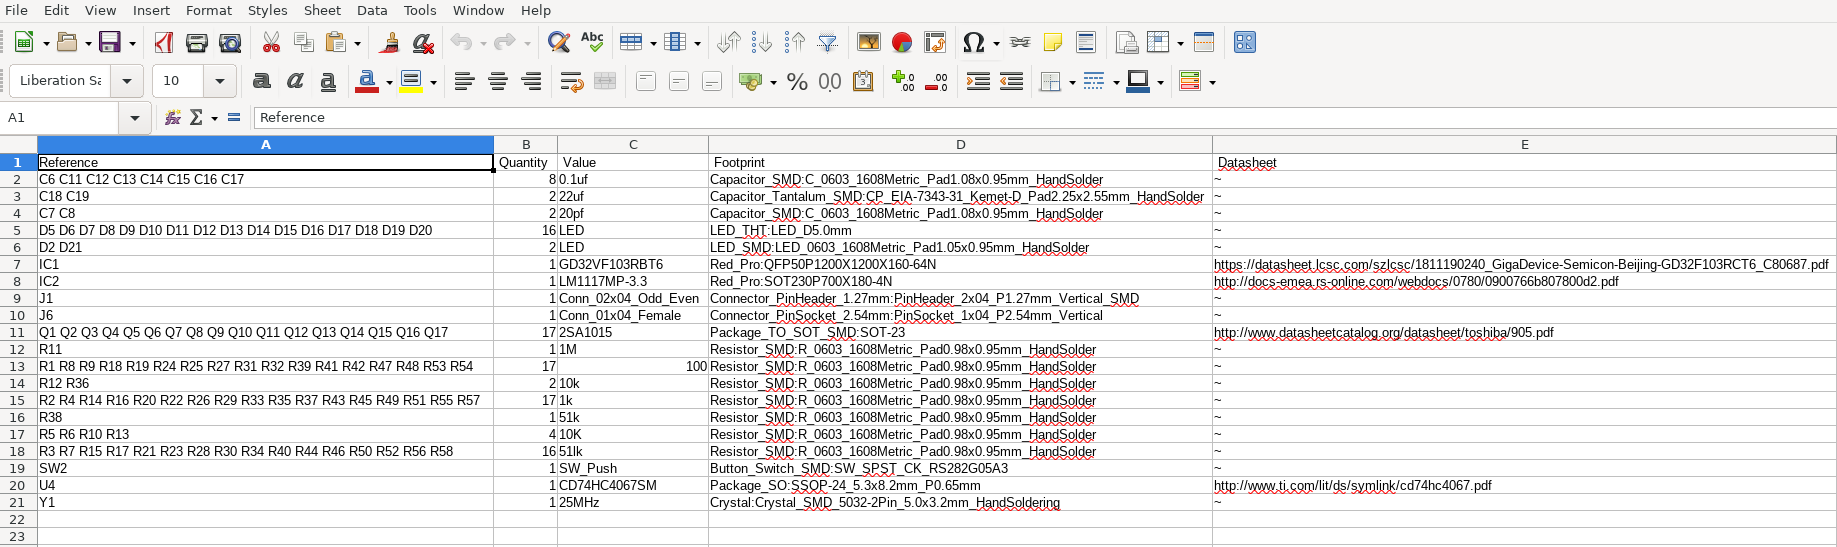 File Edit View Insert Format Styles Sheet Data Tools Window Help
Abc
Liberation Sa 10 a a a a % 00 3 +.0 .00 .00
A1 Reference
A B C D E
1 Reference Quantity Value Footprint Datasheet
2 C6 C11 C12 C13 C14 C15 C16 C17 8 0.1uf Capacitor_SMD:C_0603_1608Metric_Pad1.08x0.95mm_HandSolder ~
3 C18 C19 2 22uf Capacitor_Tantalum_SMD:CP_EIA-7343-31_Kemet-D_Pad2.25x2.55mm_HandSolder ~
4 C7 C8 2 20pf Capacitor_SMD:C_0603_1608Metric_Pad1.08x0.95mm_HandSolder ~
5 D5 D6 D7 D8 D9 D10 D11 D12 D13 D14 D15 D16 D17 D18 D19 D20 16 LED LED_THT:LED_D5.0mm ~
6 D2 D21 2 LED LED_SMD:LED_0603_1608Metric_Pad1.05x0.95mm_HandSolder ~
7 IC1 1 GD32VF103RBT6 Red_Pro:QFP50P1200X1200X160-64N https://datasheet.lcsc.com/szlcsc/1811190240_GigaDevice-Semicon-Beijing-GD32F103RCT6_C80687.pdf
8 IC2 1 LM1117MP-3.3 Red_Pro:SOT230P700X180-4N http://docs-emea.rs-online.com/webdocs/0780/0900766b807800d2.pdf
9 J1 1 Conn_02x04_Odd_Even Connector_PinHeader_1.27mm:PinHeader_2x04_P1.27mm_Vertical_SMD ~
10 J6 1 Conn_01x04_Female Connector_PinSocket_2.54mm:PinSocket_1x04_P2.54mm_Vertical ~
11 Q1 Q2 Q3 Q4 Q5 Q6 Q7 Q8 Q9 Q10 Q11 Q12 Q13 Q14 Q15 Q16 Q17 17 2SA1015 Package_TO_SOT_SMD:SOT-23 http://www.datasheetcatalog.org/datasheet/toshiba/905.pdf
12 R11 1 1M Resistor_SMD:R_0603_1608Metric_Pad0.98x0.95mm_HandSolder ~
13 R1 R8 R9 R18 R19 R24 R25 R27 R31 R32 R39 R41 R42 R47 R48 R53 R54 17 100 Resistor_SMD:R_0603_1608Metric_Pad0.98x0.95mm_HandSolder ~
14 R12 R36 2 10k Resistor_SMD:R_0603_1608Metric_Pad0.98x0.95mm_HandSolder ~
15 R2 R4 R14 R16 R20 R22 R26 R29 R33 R35 R37 R43 R45 R49 R51 R55 R57 17 1k Resistor_SMD:R_0603_1608Metric_Pad0.98x0.95mm_HandSolder ~
16 R38 1 51k Resistor_SMD:R_0603_1608Metric_Pad0.98x0.95mm_HandSolder ~
17 R5 R6 R10 R13 4 10K Resistor_SMD:R_0603_1608Metric_Pad0.98x0.95mm_HandSolder ~
18 R3 R7 R15 R17 R21 R23 R28 R30 R34 R40 R44 R46 R50 R52 R56 R58 16 51lk Resistor_SMD:R_0603_1608Metric_Pad0.98x0.95mm_HandSolder ~
19 SW2 1 SW_Push Button_Switch_SMD:SW_SPST_CK_RS282G05A3 ~
20 U4 1 CD74HC4067SM Package_SO:SSOP-24_5.3x8.2mm_P0.65mm http://www.ti.com/lit/ds/symlink/cd74hc4067.pdf
21 Y1 1 25MHz Crystal:Crystal_SMD_5032-2Pin_5.0x3.2mm_HandSoldering ~
22
23